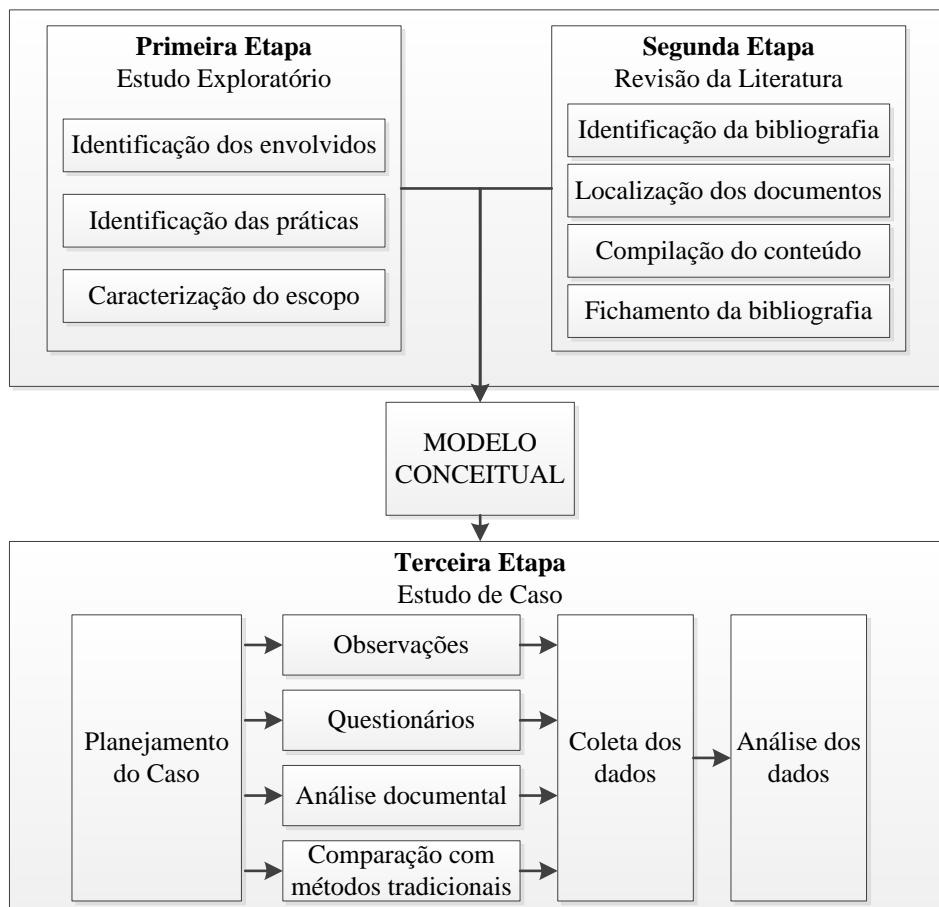 Primeira Etapa
Estudo Exploratório
Identificação dos envolvidos
Identificação das práticas
Caracterização do escopo
Segunda Etapa
Revisão da Literatura
Identificação da bibliografia
Localização dos documentos
Compilação do conteúdo
Fichamento da bibliografia
MODELO
CONCEITUAL
Terceira Etapa
Estudo de Caso
Planejamento
do Caso
Observações
Questionários
Análise documental
Comparação com
métodos tradicionais
Coleta dos
dados
Análise dos
dados